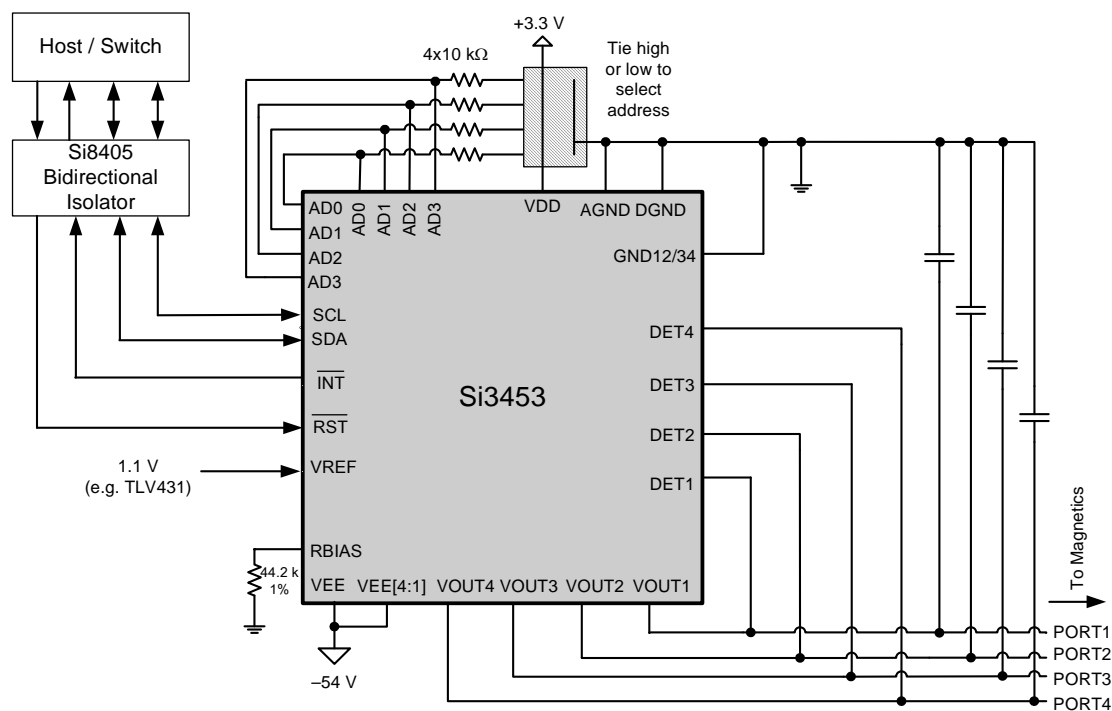 Host / Switch
Si8405
Bidirectional
Isolator
+3.3 V
4x10 kΩ
Tie high
or low to
select
address
AD0
AD1
AD2
AD3
AD0
AD1
AD2
AD3
VDD
AGND
DGND
GND12/34
SCL
SDA
INT
RST
VREF
1.1 V
(e.g. TLV431)
Si3453
DET4
DET3
DET2
DET1
RBIAS
44.2 k
1%
VEE
VEE[4:1]
VOUT4
VOUT3
VOUT2
VOUT1
–54 V
To Magnetics
PORT1
PORT2
PORT3
PORT4